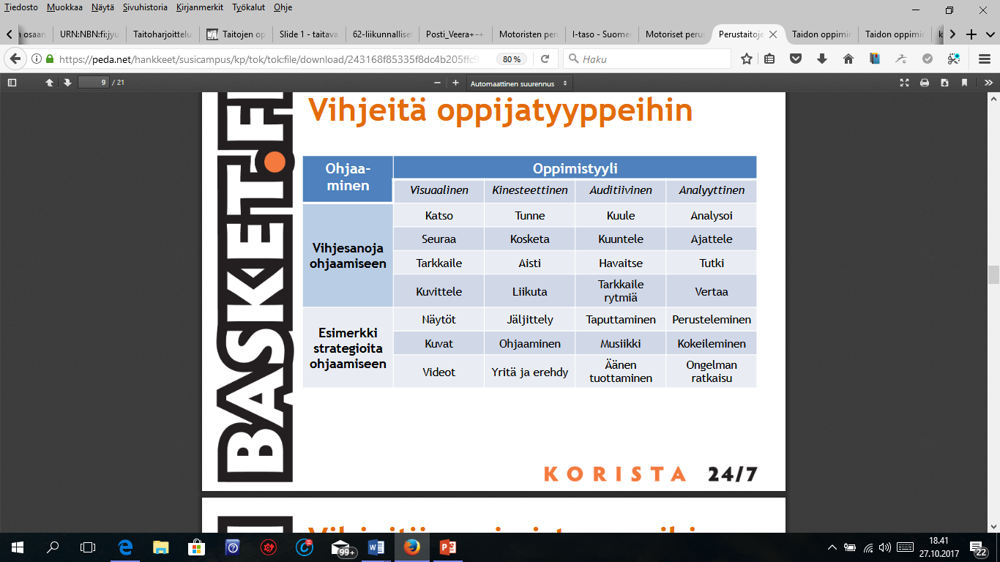 Tiedosto Muokkaa Näytä Sivuhistoria Kirjanmerkit Työkalut Ohje
n osaan URN:NBN:fi:jyu Taitoharjoittelu Taitojen op Slide 1 - taitava 62-liikunnallisel Posti_Veera+-+ Motoristen per I-taso - Suome Motoriset perus Perustaitoje Taidon oppimin Taidon oppimir k
https://peda.net/hankkeet/susicampus/kp/tok/tok:file/download/243168f85335f8dc4b205ffc9 80 % Haku
9 / 21 Automaattinen suurennus
BASKET.FI
Vihjeitä oppijatyyppeihin
Ohjaa-
minen
Oppimistyyli
Visuaalinen Kinesteettinen Auditiivinen Analyyttinen
Vihjesanoja
ohjaamiseen
Katso Tunne Kuule Analysoi
Seuraa Kosketa Kuuntele Ajattele
Tarkkaile Aisti Havaitse Tutki
Kuvittele Liikuta Tarkkaile
rytmiä Vertaa
Esimerkki
strategioita
ohjaamiseen
Näytöt Jäljittely Taputtaminen Perusteleminen
Kuvat Ohjaaminen Musiikki Kokeileminen
Videot Yritä ja erehdy Äänen
tuottaminen Ongelman
ratkaisu
KORISTA 24/7
99+
18.41
27.10.2017
22